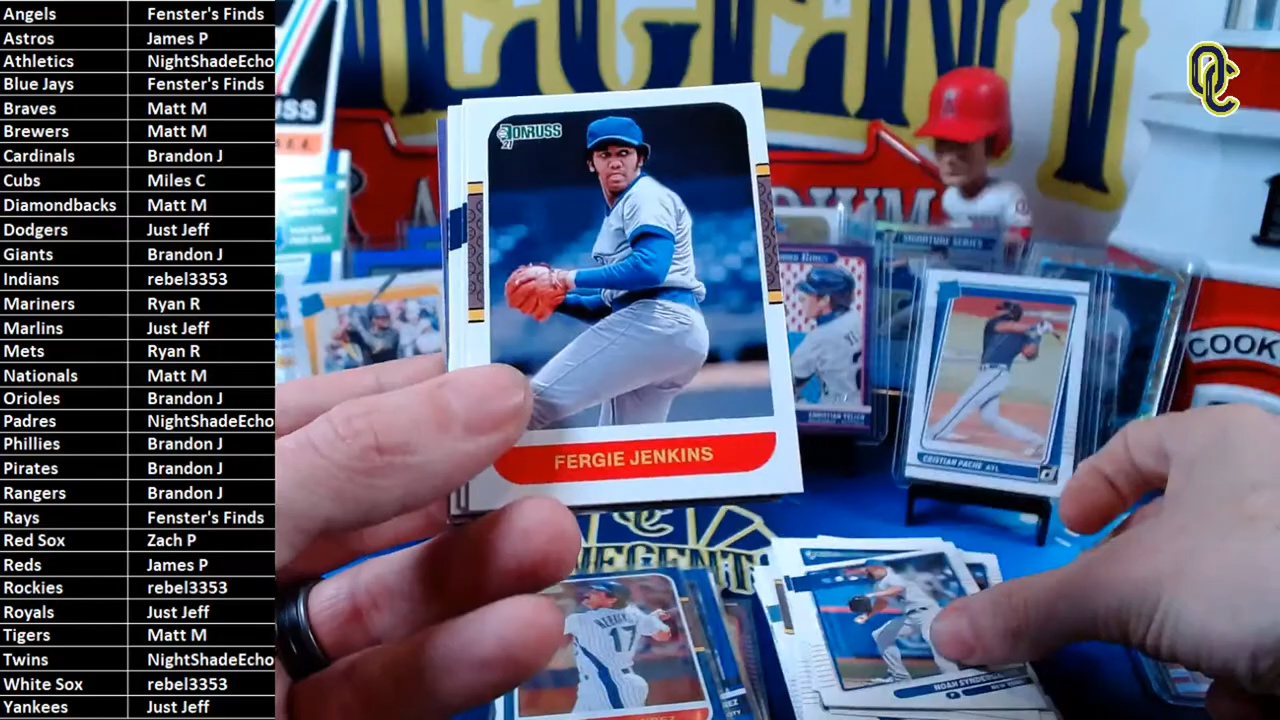 Angels Fenster's Finds
Astros James P
Athletics NightShadeEcho
Blue Jays Fenster's Finds
Braves Matt M
Brewers Matt M
Cardinals Brandon J
Cubs Miles C
Diamondbacks Matt M
Dodgers Just Jeff
Giants Brandon J
Indians rebel3353
Mariners Ryan R
Marlins Just Jeff
Mets Ryan R
Nationals Matt M
Orioles Brandon J
Padres NightShadeEcho
Phillies Brandon J
Pirates Brandon J
Rangers Brandon J
Rays Fenster's Finds
Red Sox Zach P
Reds James P
Rockies rebel3353
Royals Just Jeff
Tigers Matt M
Twins NightShadeEcho
White Sox rebel3353
Yankees Just Jeff
OC
DONRUSS
21
FERGIE JENKINS
SIGNATURE SERIES
CHRISTIAN YELICH
CRISTIAN PACHE ATL
COOK
17